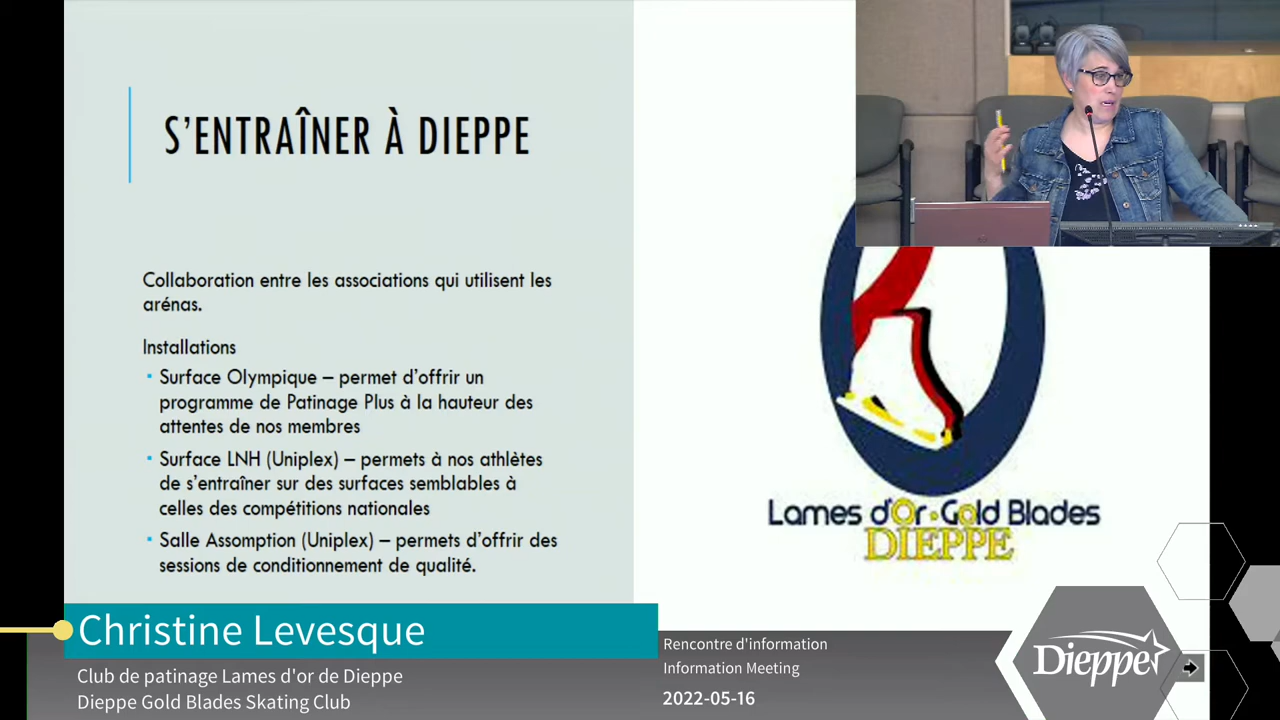 S'ENTRAÎNER À DIEPPE
Collaboration entre les associations qui utilisent les
arénas.
Installations
▪ Surface Olympique – permet d'offrir un
programme de Patinage Plus à la hauteur des
attentes de nos membres
▪ Surface LNH (Uniplex) – permets à nos athlètes
de s'entraîner sur des surfaces semblables à
celles des compétitions nationales
▪ Salle Assomption (Uniplex) – permets d'offrir des
sessions de conditionnement de qualité.
Lames d'Or · Gold Blades
DIEPPE
Christine Levesque
Club de patinage Lames d'or de Dieppe
Dieppe Gold Blades Skating Club
Rencontre d'information
Information Meeting
2022-05-16
Dieppe